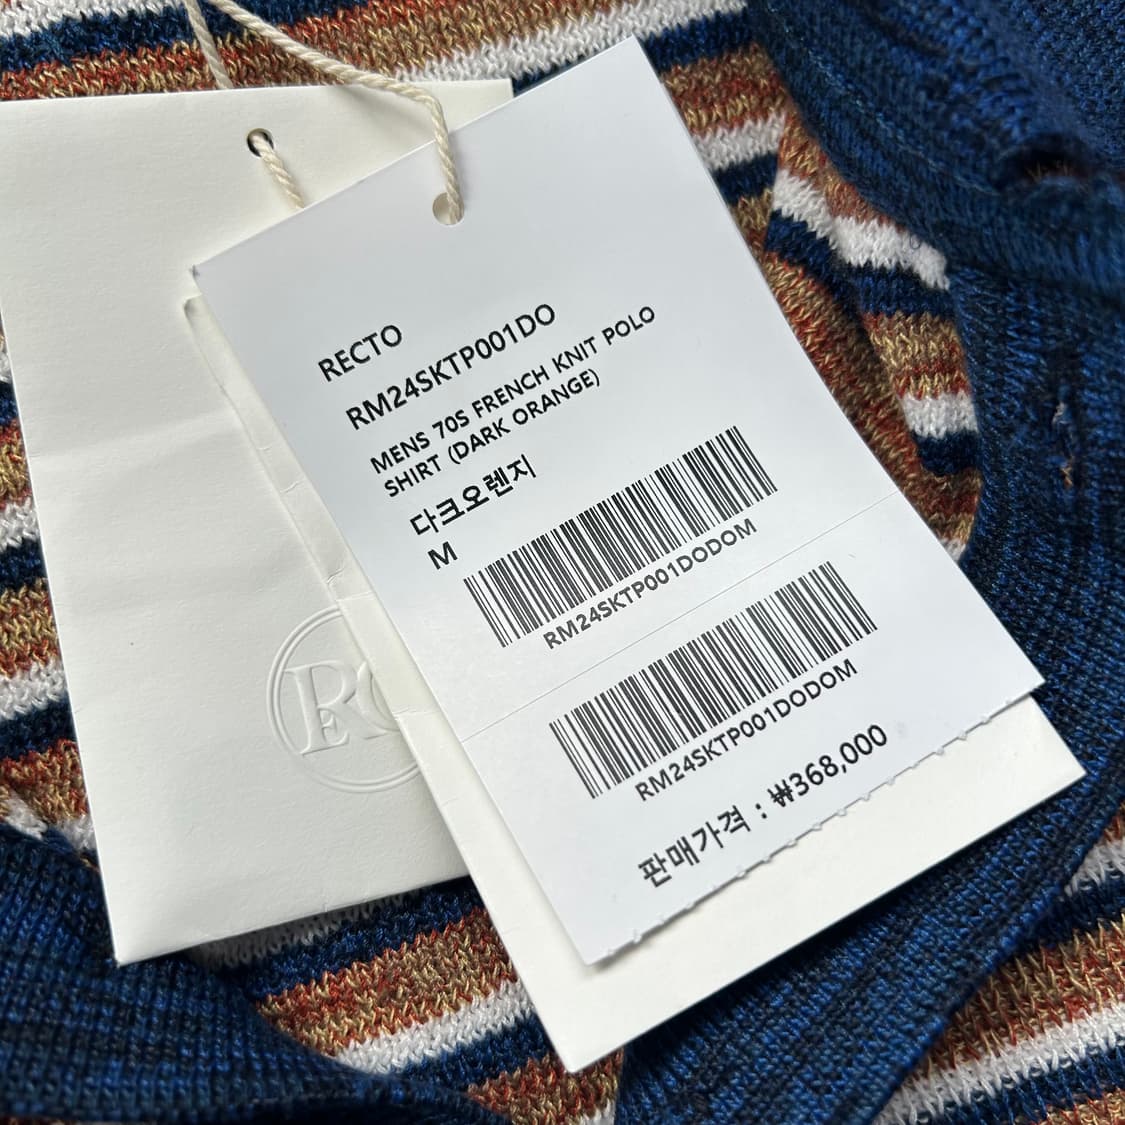 RECTO
RM24SKTP001DO
MENS 70S FRENCH KNIT POLO
SHIRT (DARK ORANGE)
다크오렌지
M
RM24SKTP001DODOM
RM24SKTP001DODOM
판매가격 : ₩368,000